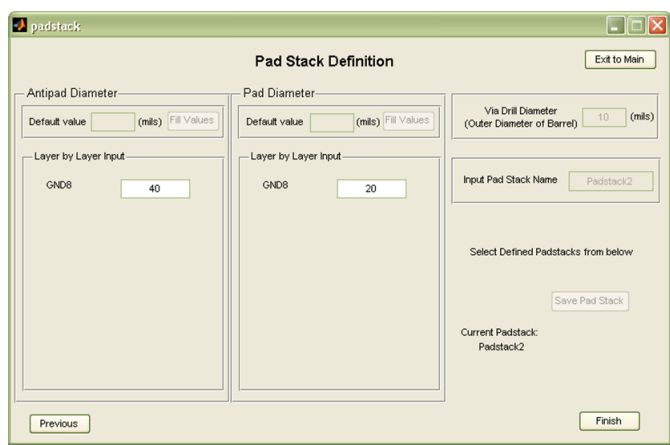 padstack
Pad Stack Definition
Exit to Main
Antipad Diameter
Default value (mils) Fill Values
Layer by Layer Input
GND8 40
Pad Diameter
Default value (mils) Fill Values
Layer by Layer Input
GND8 20
Via Drill Diameter
(Outer Diameter of Barrel) 10 (mils)
Input Pad Stack Name Padstack2
Select Defined Padstacks from below
Save Pad Stack
Current Padstack:
Padstack2
Previous
Finish